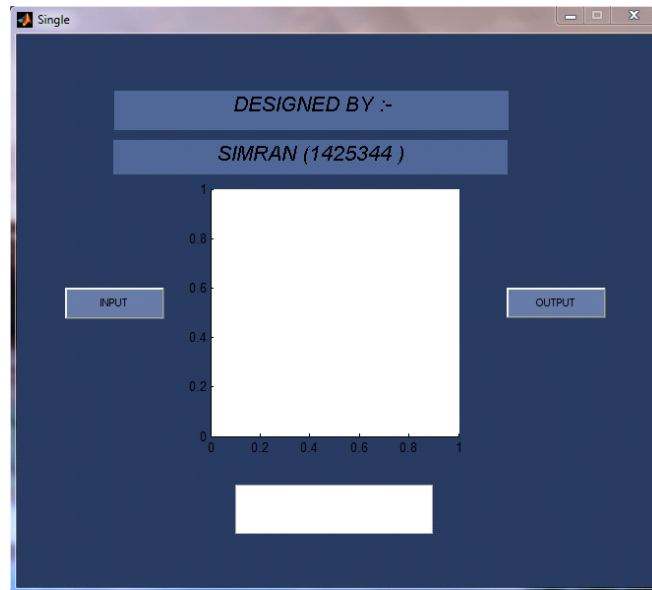 Single
DESIGNED BY :-
SIMRAN (1425344 )
1
0.8
0.6
0.4
0.2
0
0 0.2 0.4 0.6 0.8 1
INPUT
OUTPUT